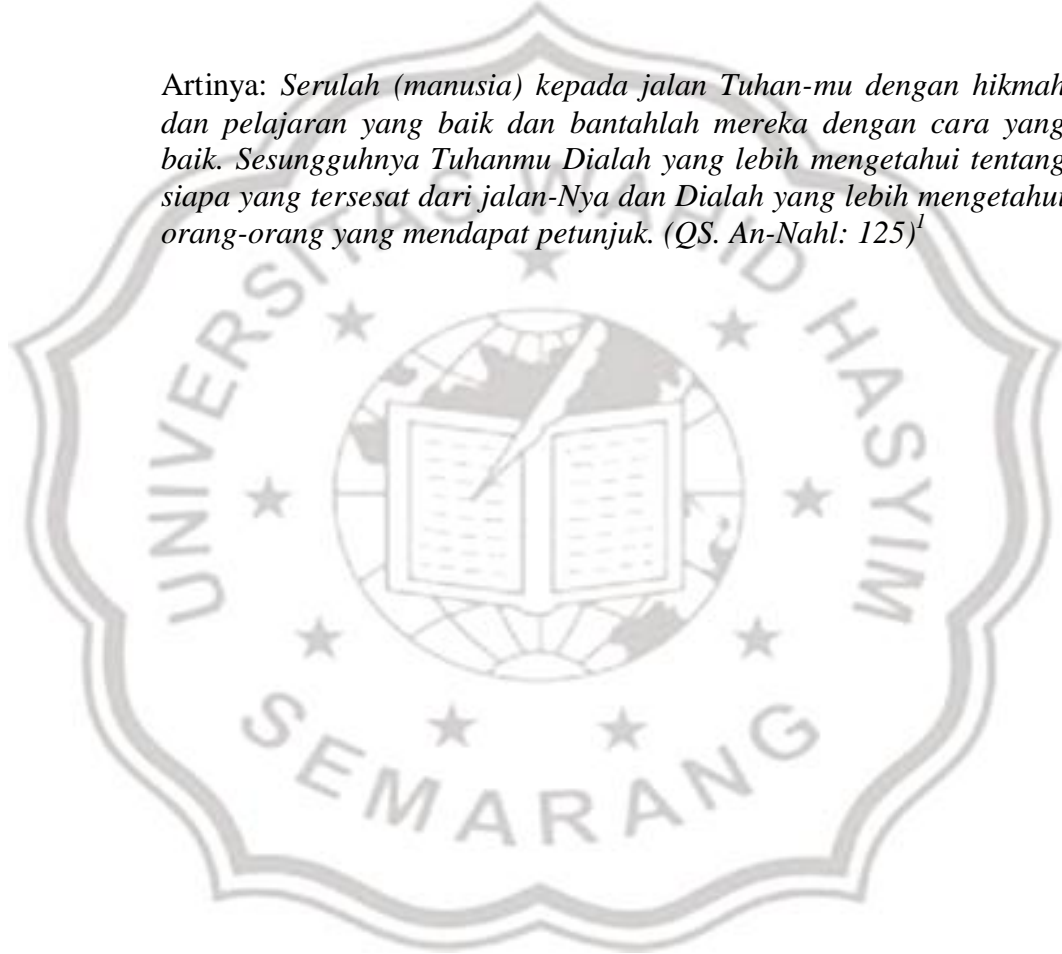 Artinya: Serulah (manusia) kepada jalan Tuhan-mu dengan hikmah
dan pelajaran yang baik dan bantahlah mereka dengan cara yang
baik. Sesungguhnya Tuhanmu Dialah yang lebih mengetahui tentang
siapa yang tersesat dari jalan-Nya dan Dialah yang lebih mengetahui
orang-orang yang mendapat petunjuk. (QS. An-Nahl: 125)1
UNIVERSITAS WAHID HASYIM
SEMARANG